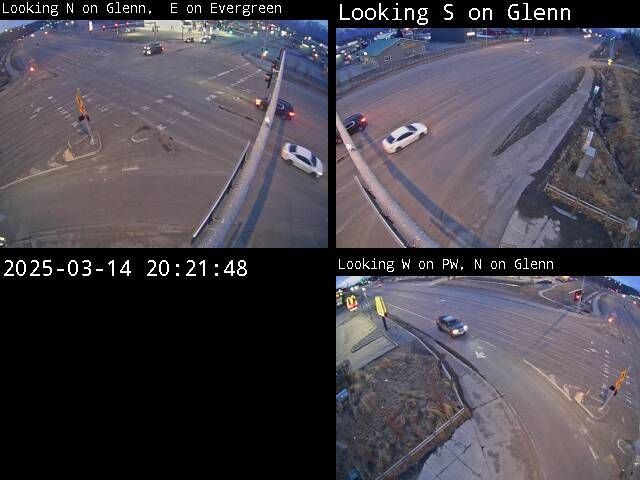 Looking N on Glenn,  E on Evergreen
Looking S on Glenn
2025-03-14 20:21:48
Looking W on PW, N on Glenn